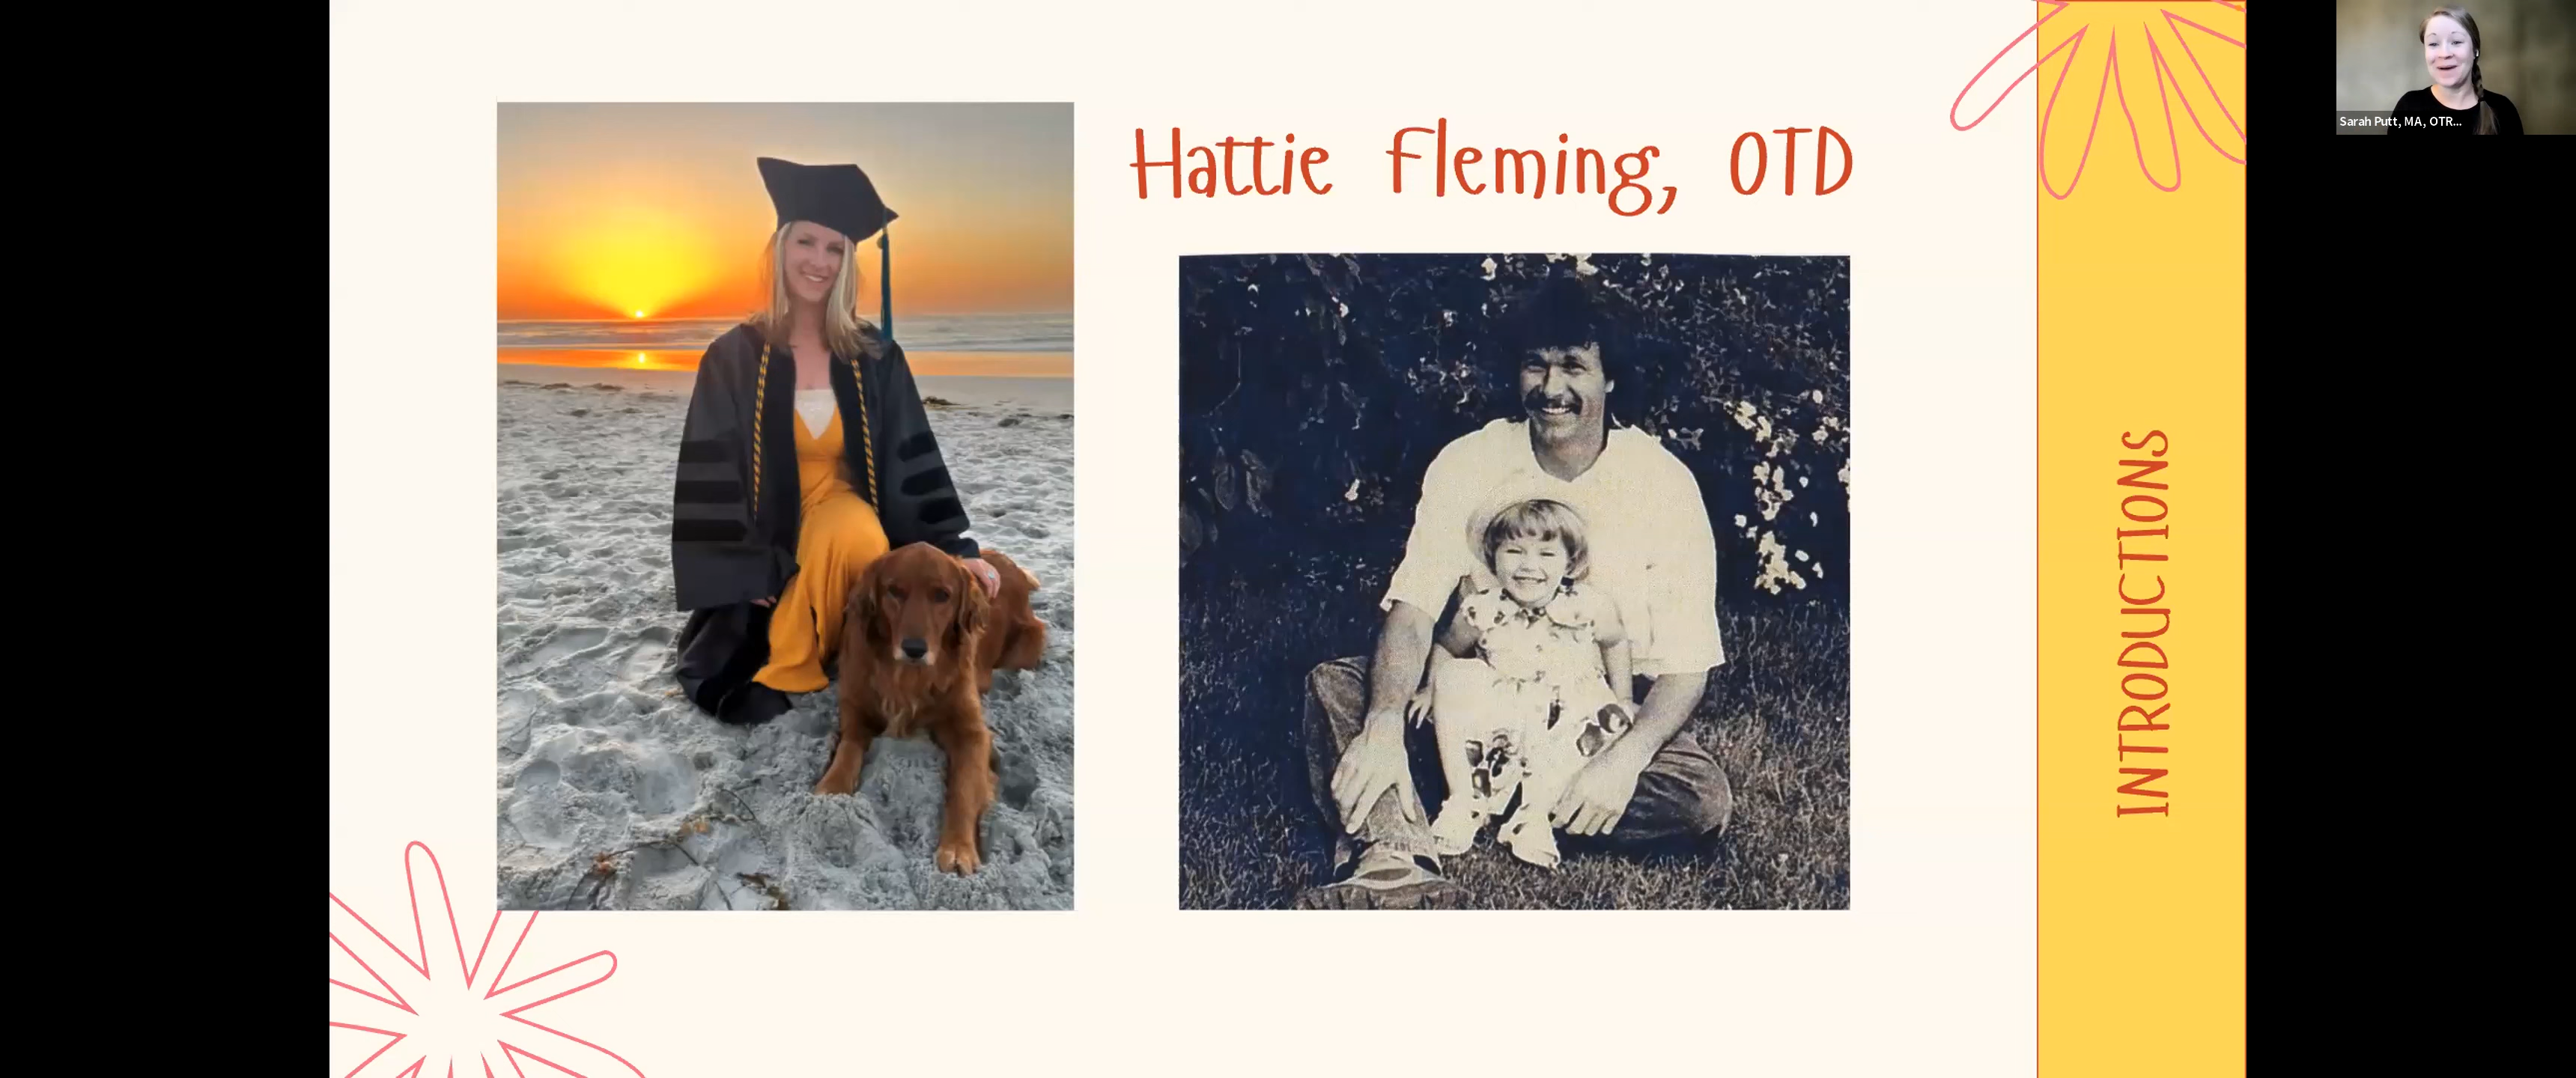 Hattie Fleming, OTD
INTRODUCTIONS
Sarah Putt, MA, OTR...